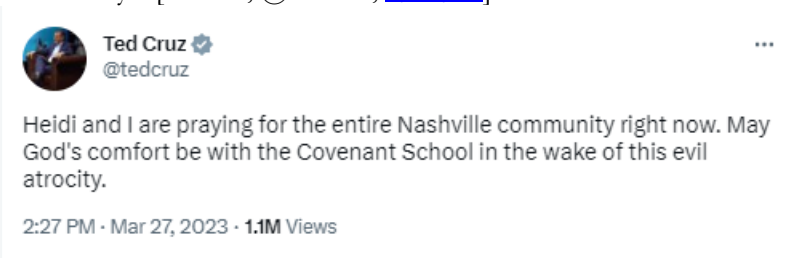 Ted Cruz
@tedcruz
Heidi and I are praying for the entire Nashville community right now. May
God's comfort be with the Covenant School in the wake of this evil
atrocity.
2:27 PM · Mar 27, 2023 · 1.1M Views